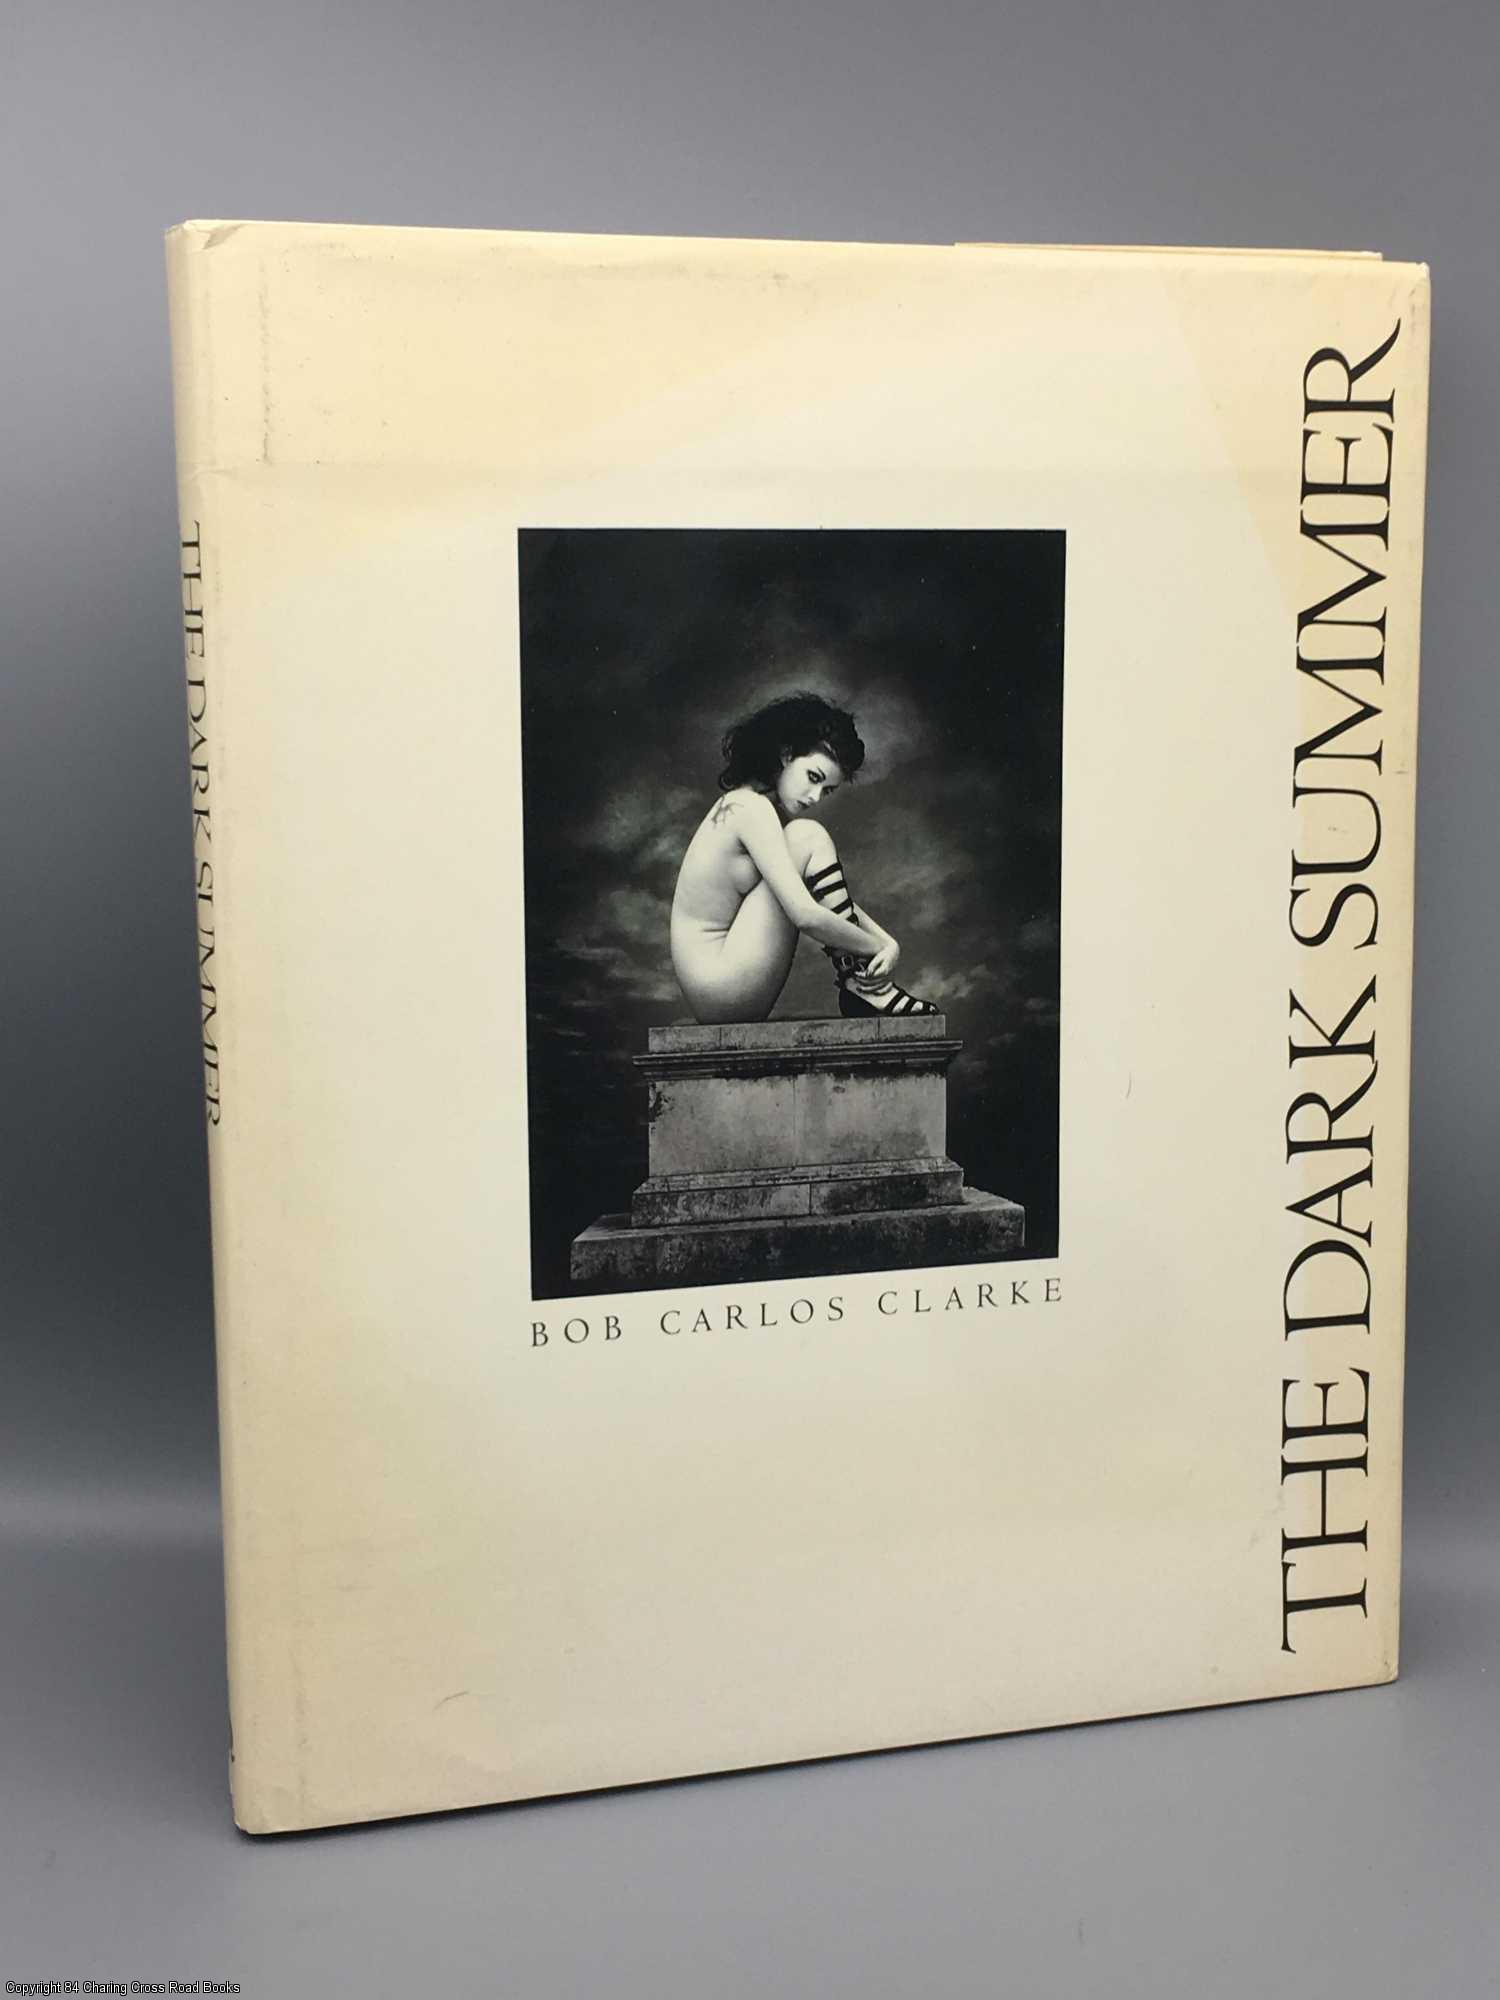 THE DARK SUMMER
THE DARK SUMMER
BOB CARLOS CLARKE
Copyright 84 Charing Cross Road Books